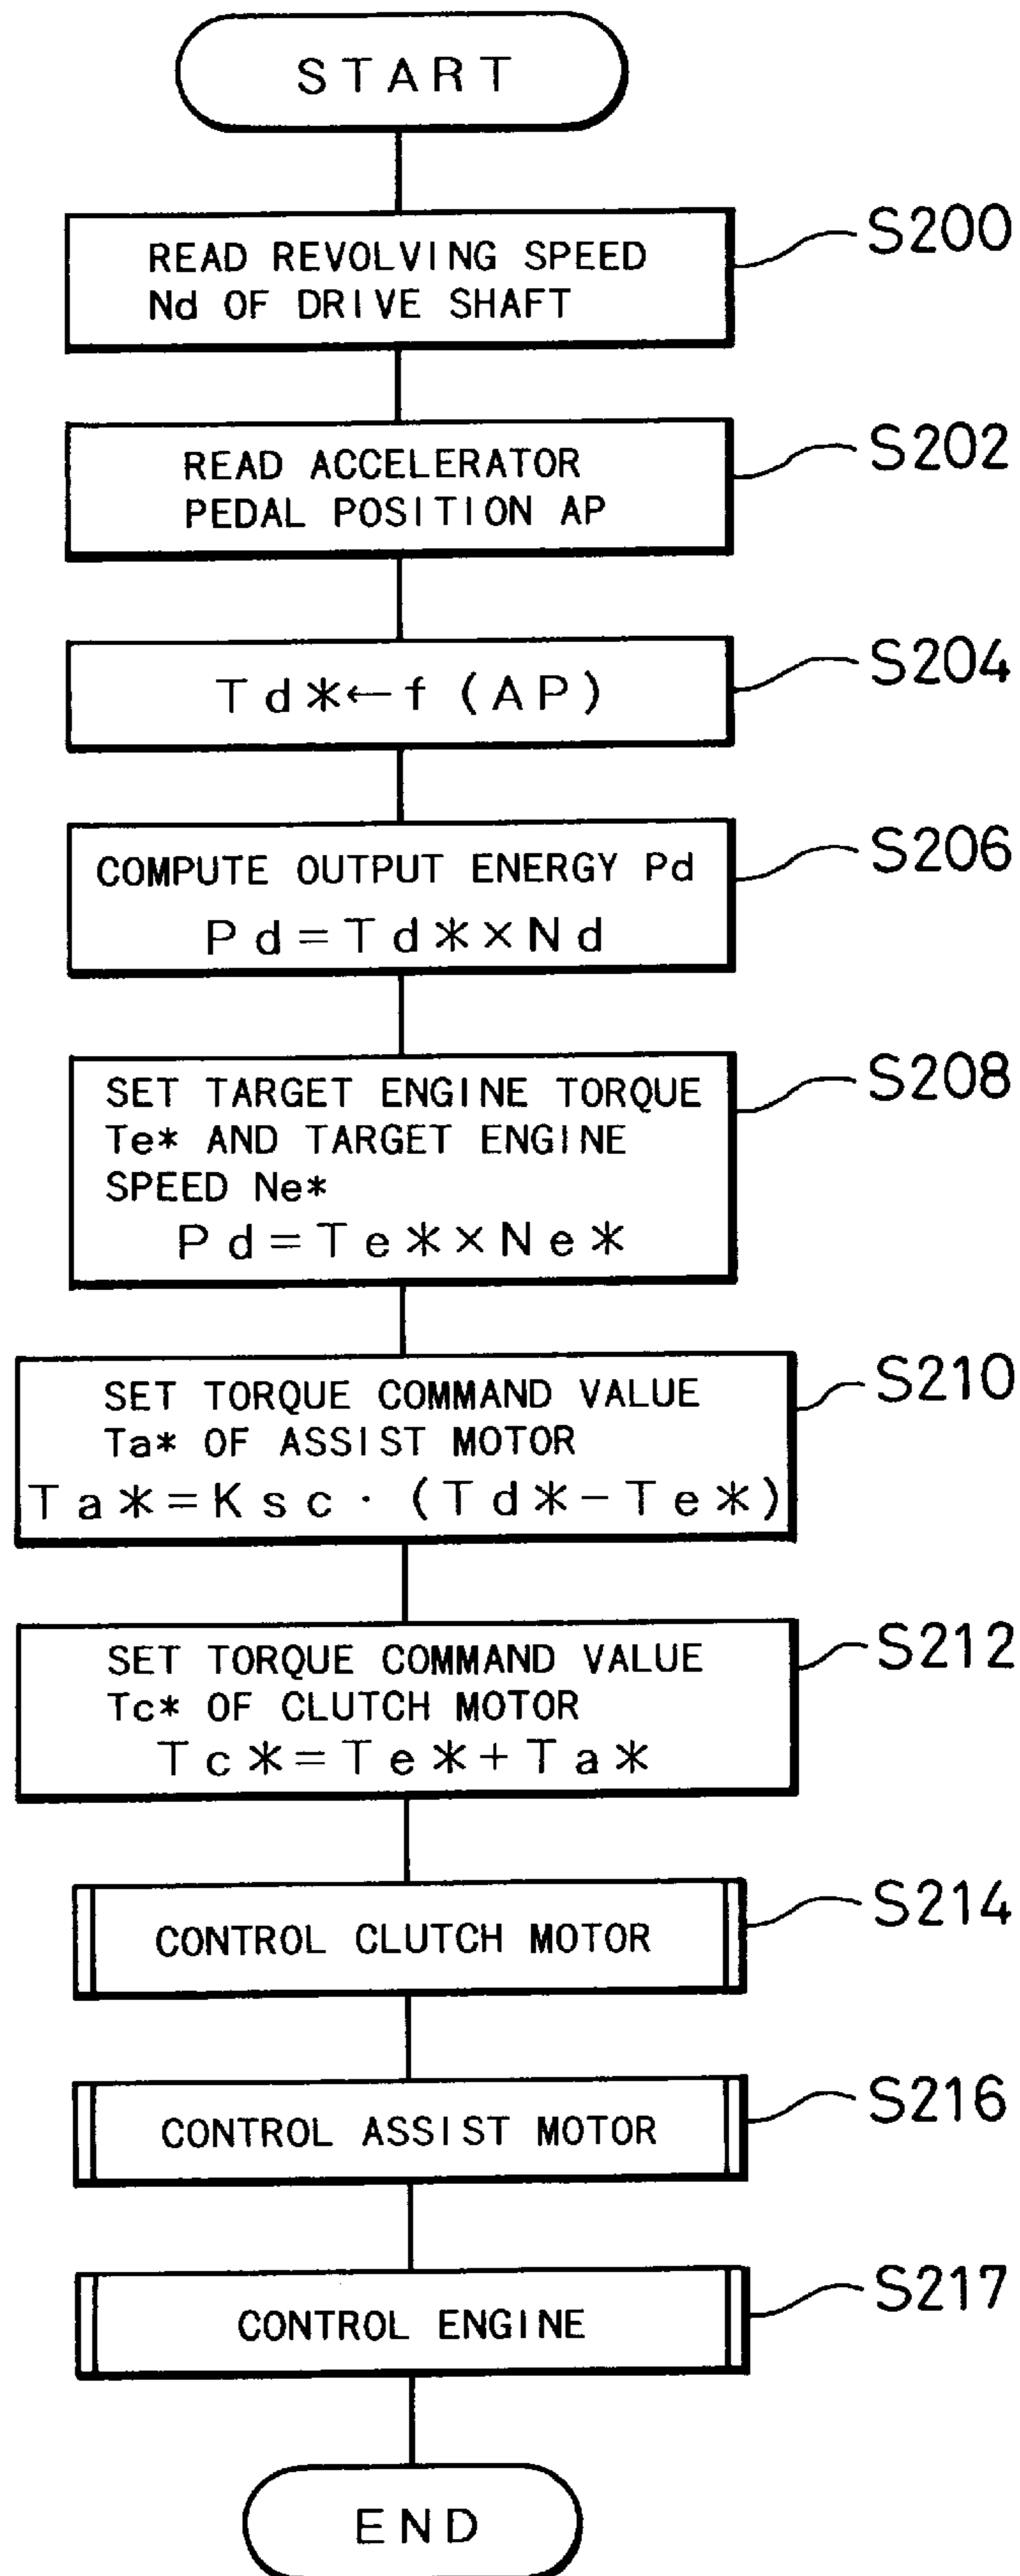 START
READ REVOLVING SPEED
Nd OF DRIVE SHAFT
S200
READ ACCELERATOR
PEDAL POSITION AP
S202
Td*←f(AP)
S204
COMPUTE OUTPUT ENERGY Pd
Pd=Td*×Nd
S206
SET TARGET ENGINE TORQUE
Te* AND TARGET ENGINE
SPEED Ne*
Pd=Te*×Ne*
S208
SET TORQUE COMMAND VALUE
Ta* OF ASSIST MOTOR
Ta*=Ksc·(Td*-Te*)
S210
SET TORQUE COMMAND VALUE
Tc* OF CLUTCH MOTOR
Tc*=Te*+Ta*
S212
CONTROL CLUTCH MOTOR
S214
CONTROL ASSIST MOTOR
S216
CONTROL ENGINE
S217
END